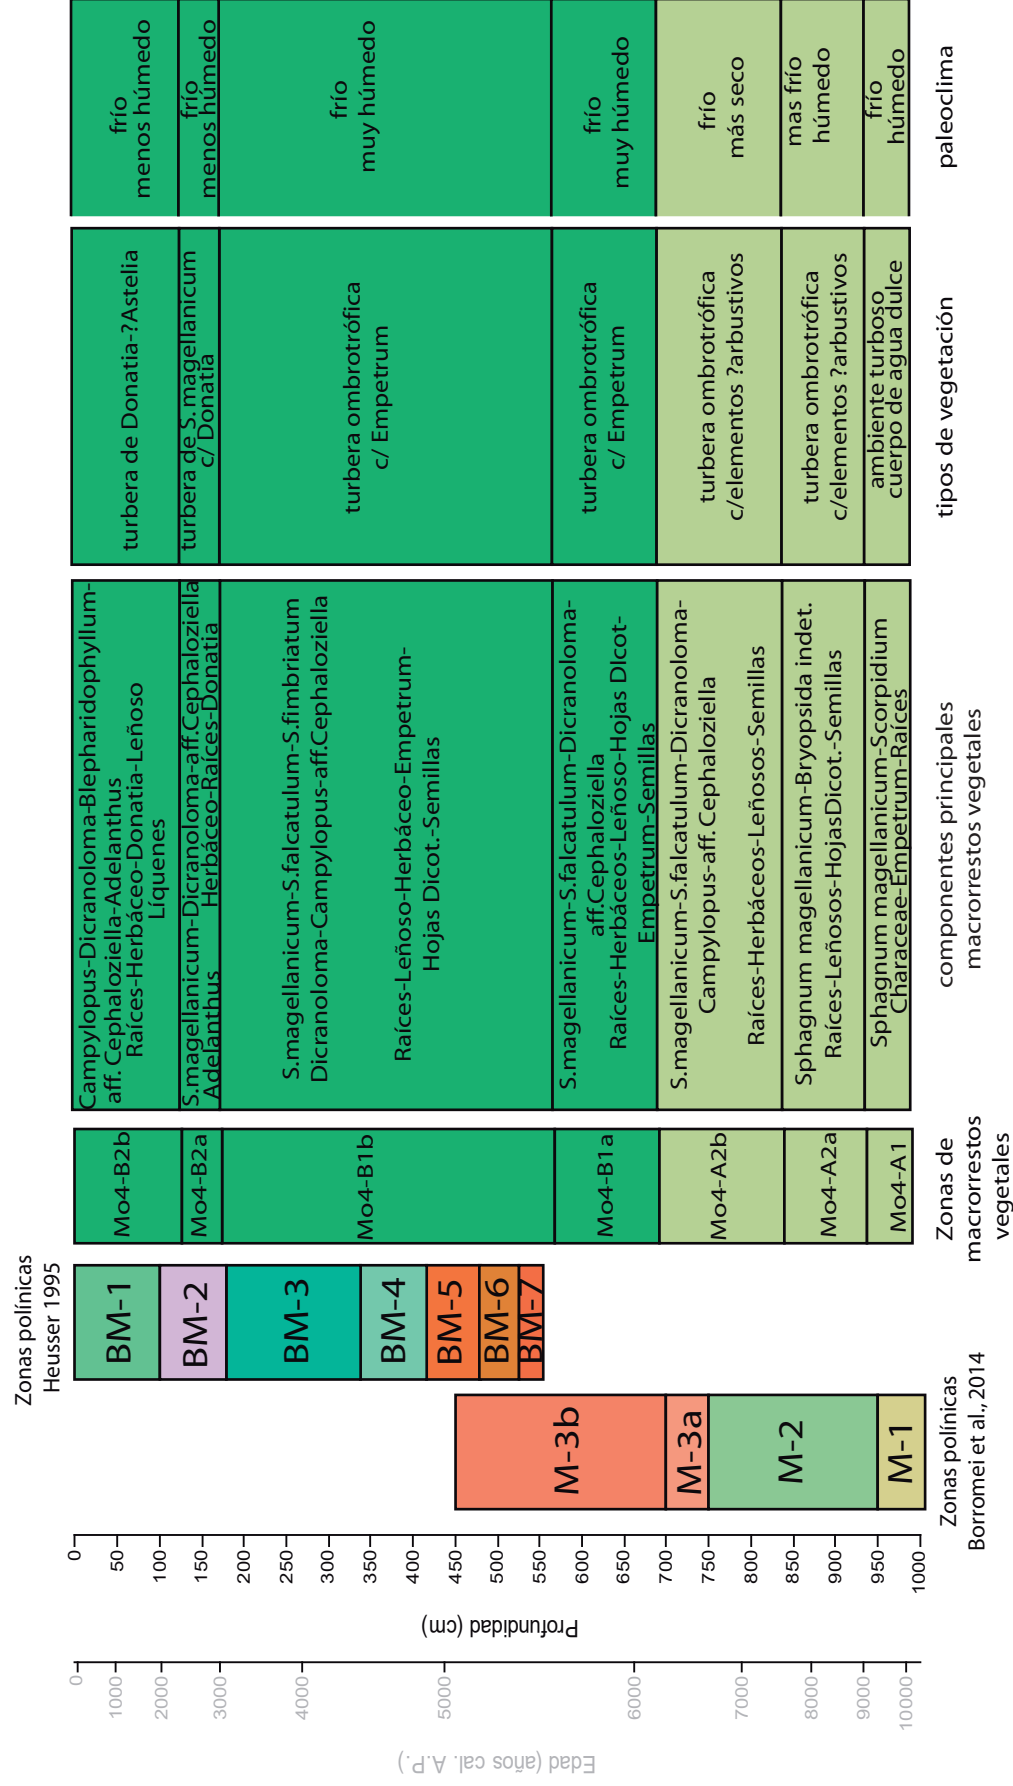 Edad (años cal. A.P.)
0
1000
2000
3000
4000
5000
6000
7000
8000
9000
10000
Profundidad (cm)
0
50
100
150
200
250
300
350
400
450
500
550
600
650
700
750
800
850
900
950
1000
Zonas polínicas
Borromei et al., 2014
M-3b
M-3a
M-2
M-1
Zonas polínicas
Heusser 1995
BM-1
BM-2
BM-3
BM-4
BM-5
BM-6
BM-7
Zonas de
macrorrestos
vegetales
Mo4-B2b
Mo4-B2a
Mo4-B1b
Mo4-B1a
Mo4-A2b
Mo4-A2a
Mo4-A1
componentes principales
macrorrestos vegetales
Campylopus-Dicranoloma-Blepharidophyllum-
aff. Cephaloziella-Adelanthus
Raíces-Herbáceo-Donatia-Leñoso
Líquenes
S.magellanicum-Dicranoloma-aff.Cephaloziella
Adelanthus
Herbáceo-Raíces-Donatia
S.magellanicum-S.falcatulum-S.fimbriatum
Dicranoloma-Campylopus-aff.Cephaloziella
Raíces-Leñoso-Herbáceo-Empetrum-
Hojas Dicot.-Semillas
S.magellanicum-S.falcatulum-Dicranoloma-
aff.Cephaloziella
Raíces-Herbáceos-Leñoso-Hojas DIcot-
Empetrum-Semillas
S.magellanicum-S.falcatulum-Dicranoloma-
Campylopus-aff. Cephaloziella
Raíces-Herbáceos-Leñosos-Semillas
Sphagnum magellanicum-Bryopsida indet.
Raíces-Leñosos-HojasDicot.-Semillas
Sphagnum magellanicum-Scorpidium
Characeae-Empetrum-Raíces
tipos de vegetación
turbera de Donatia-?Astelia
turbera de S. magellanicum
c/ Donatia
turbera ombrotrófica
c/ Empetrum
turbera ombrotrófica
c/ Empetrum
turbera ombrotrófica
c/elementos ?arbustivos
turbera ombrotrófica
c/elementos ?arbustivos
ambiente turboso
cuerpo de agua dulce
paleoclima
frío
menos húmedo
frío
menos húmedo
frío
muy húmedo
frío
muy húmedo
frío
más seco
mas frío
húmedo
frío
húmedo